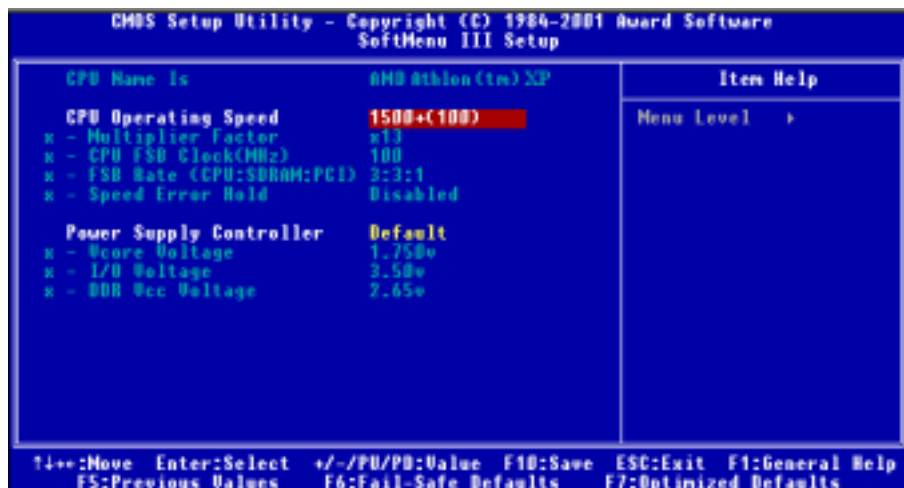 CMOS Setup Utility - Copyright (C) 1984-2001 Award Software
SoftMenu III Setup
CPU Name Is AMD Athlon(tm) XP
Item Help
CPU Operating Speed 1500+(100)
Menu Level ▸
x - Multiplier Factor x13
x - CPU FSB Clock(MHz) 100
x - FSB Rate (CPU:SDRAM:PCI) 3:3:1
x - Speed Error Hold Disabled
Power Supply Controller Default
x - Vcore Voltage 1.750v
x - I/O Voltage 3.50v
x - DDR Vcc Voltage 2.65v
↑↓→←:Move Enter:Select +/-/PU/PD:Value F10:Save ESC:Exit F1:General Help
F5:Previous Values F6:Fail-Safe Defaults F7:Optimized Defaults